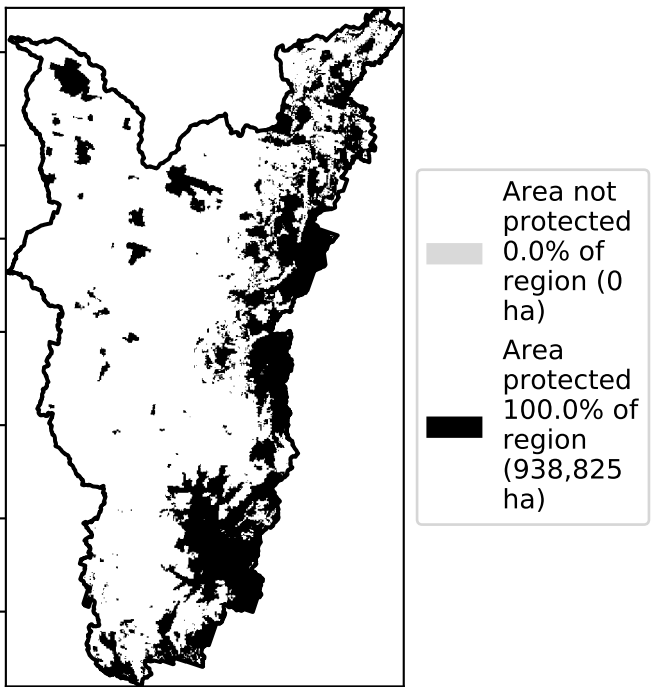 Area not
protected
0.0% of
region (0
ha)
Area
protected
100.0% of
region
(938,825
ha)